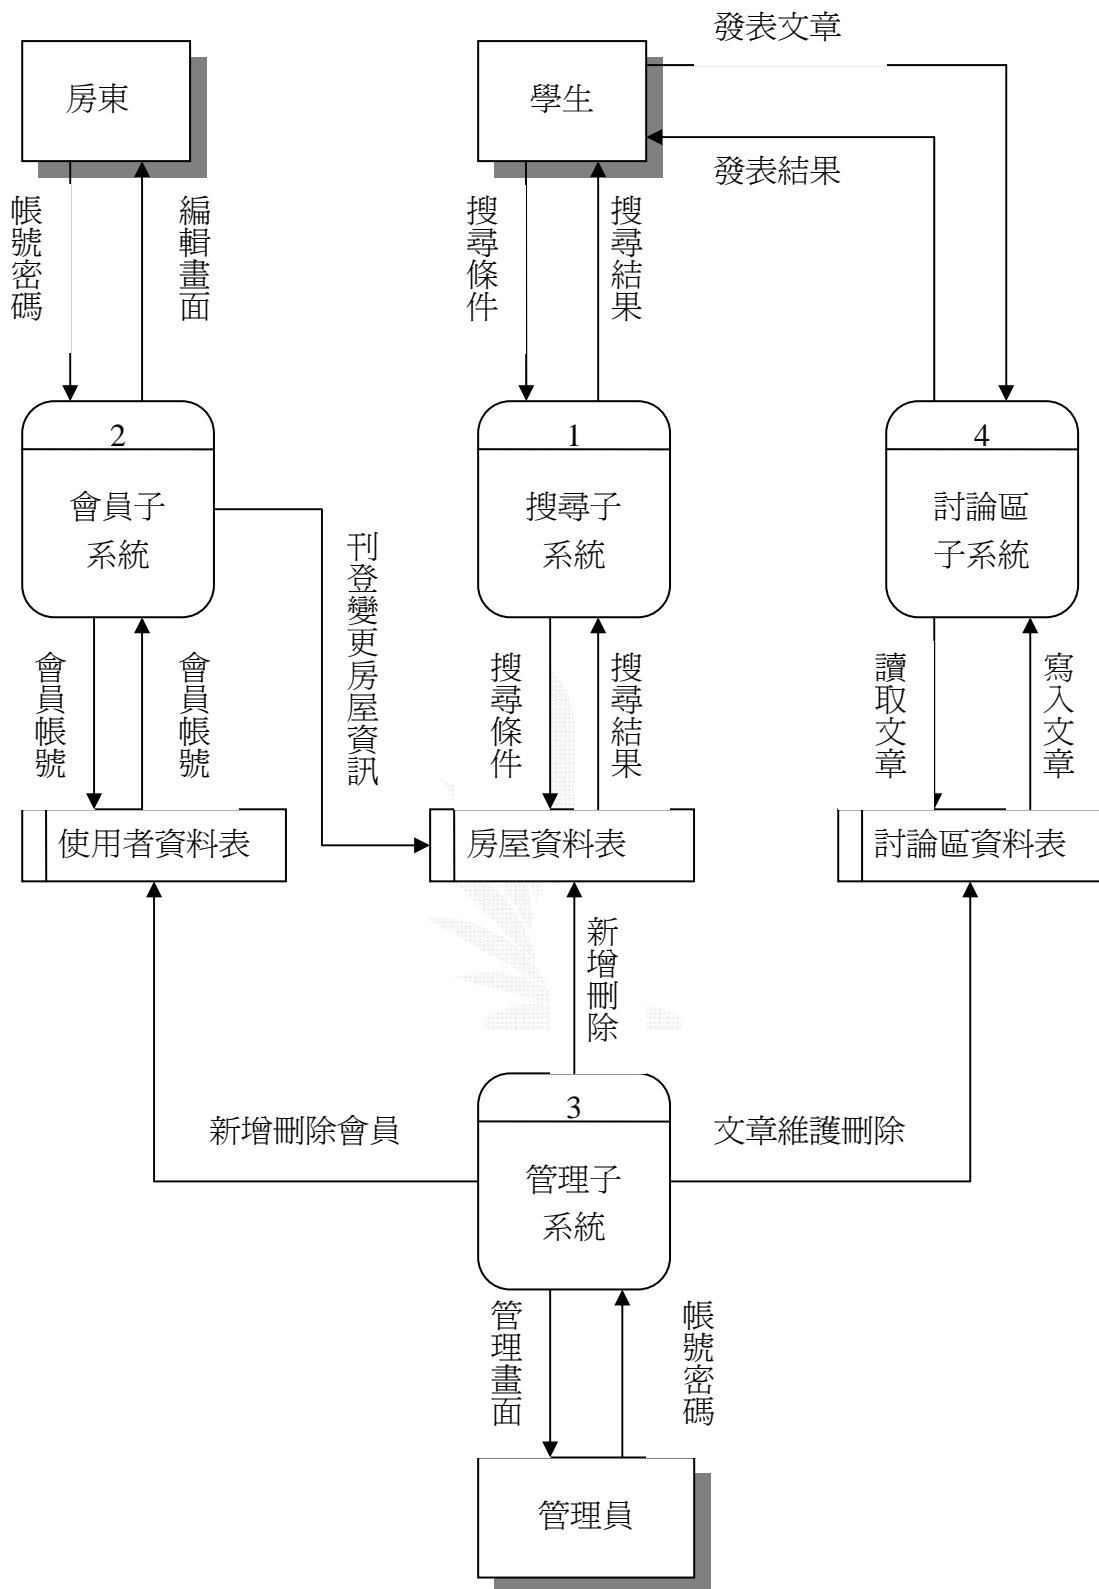 發表文章
房東
學生
發表結果
帳號密碼
編輯畫面
搜尋條件
搜尋結果
2
1
4
會員子
系統
搜尋子
系統
討論區
子系統
刊登變更房屋資訊
會員帳號
會員帳號
搜尋條件
搜尋結果
讀取文章
寫入文章
使用者資料表
房屋資料表
討論區資料表
新增刪除
3
新增刪除會員
文章維護刪除
管理子
系統
管理畫面
帳號密碼
管理員